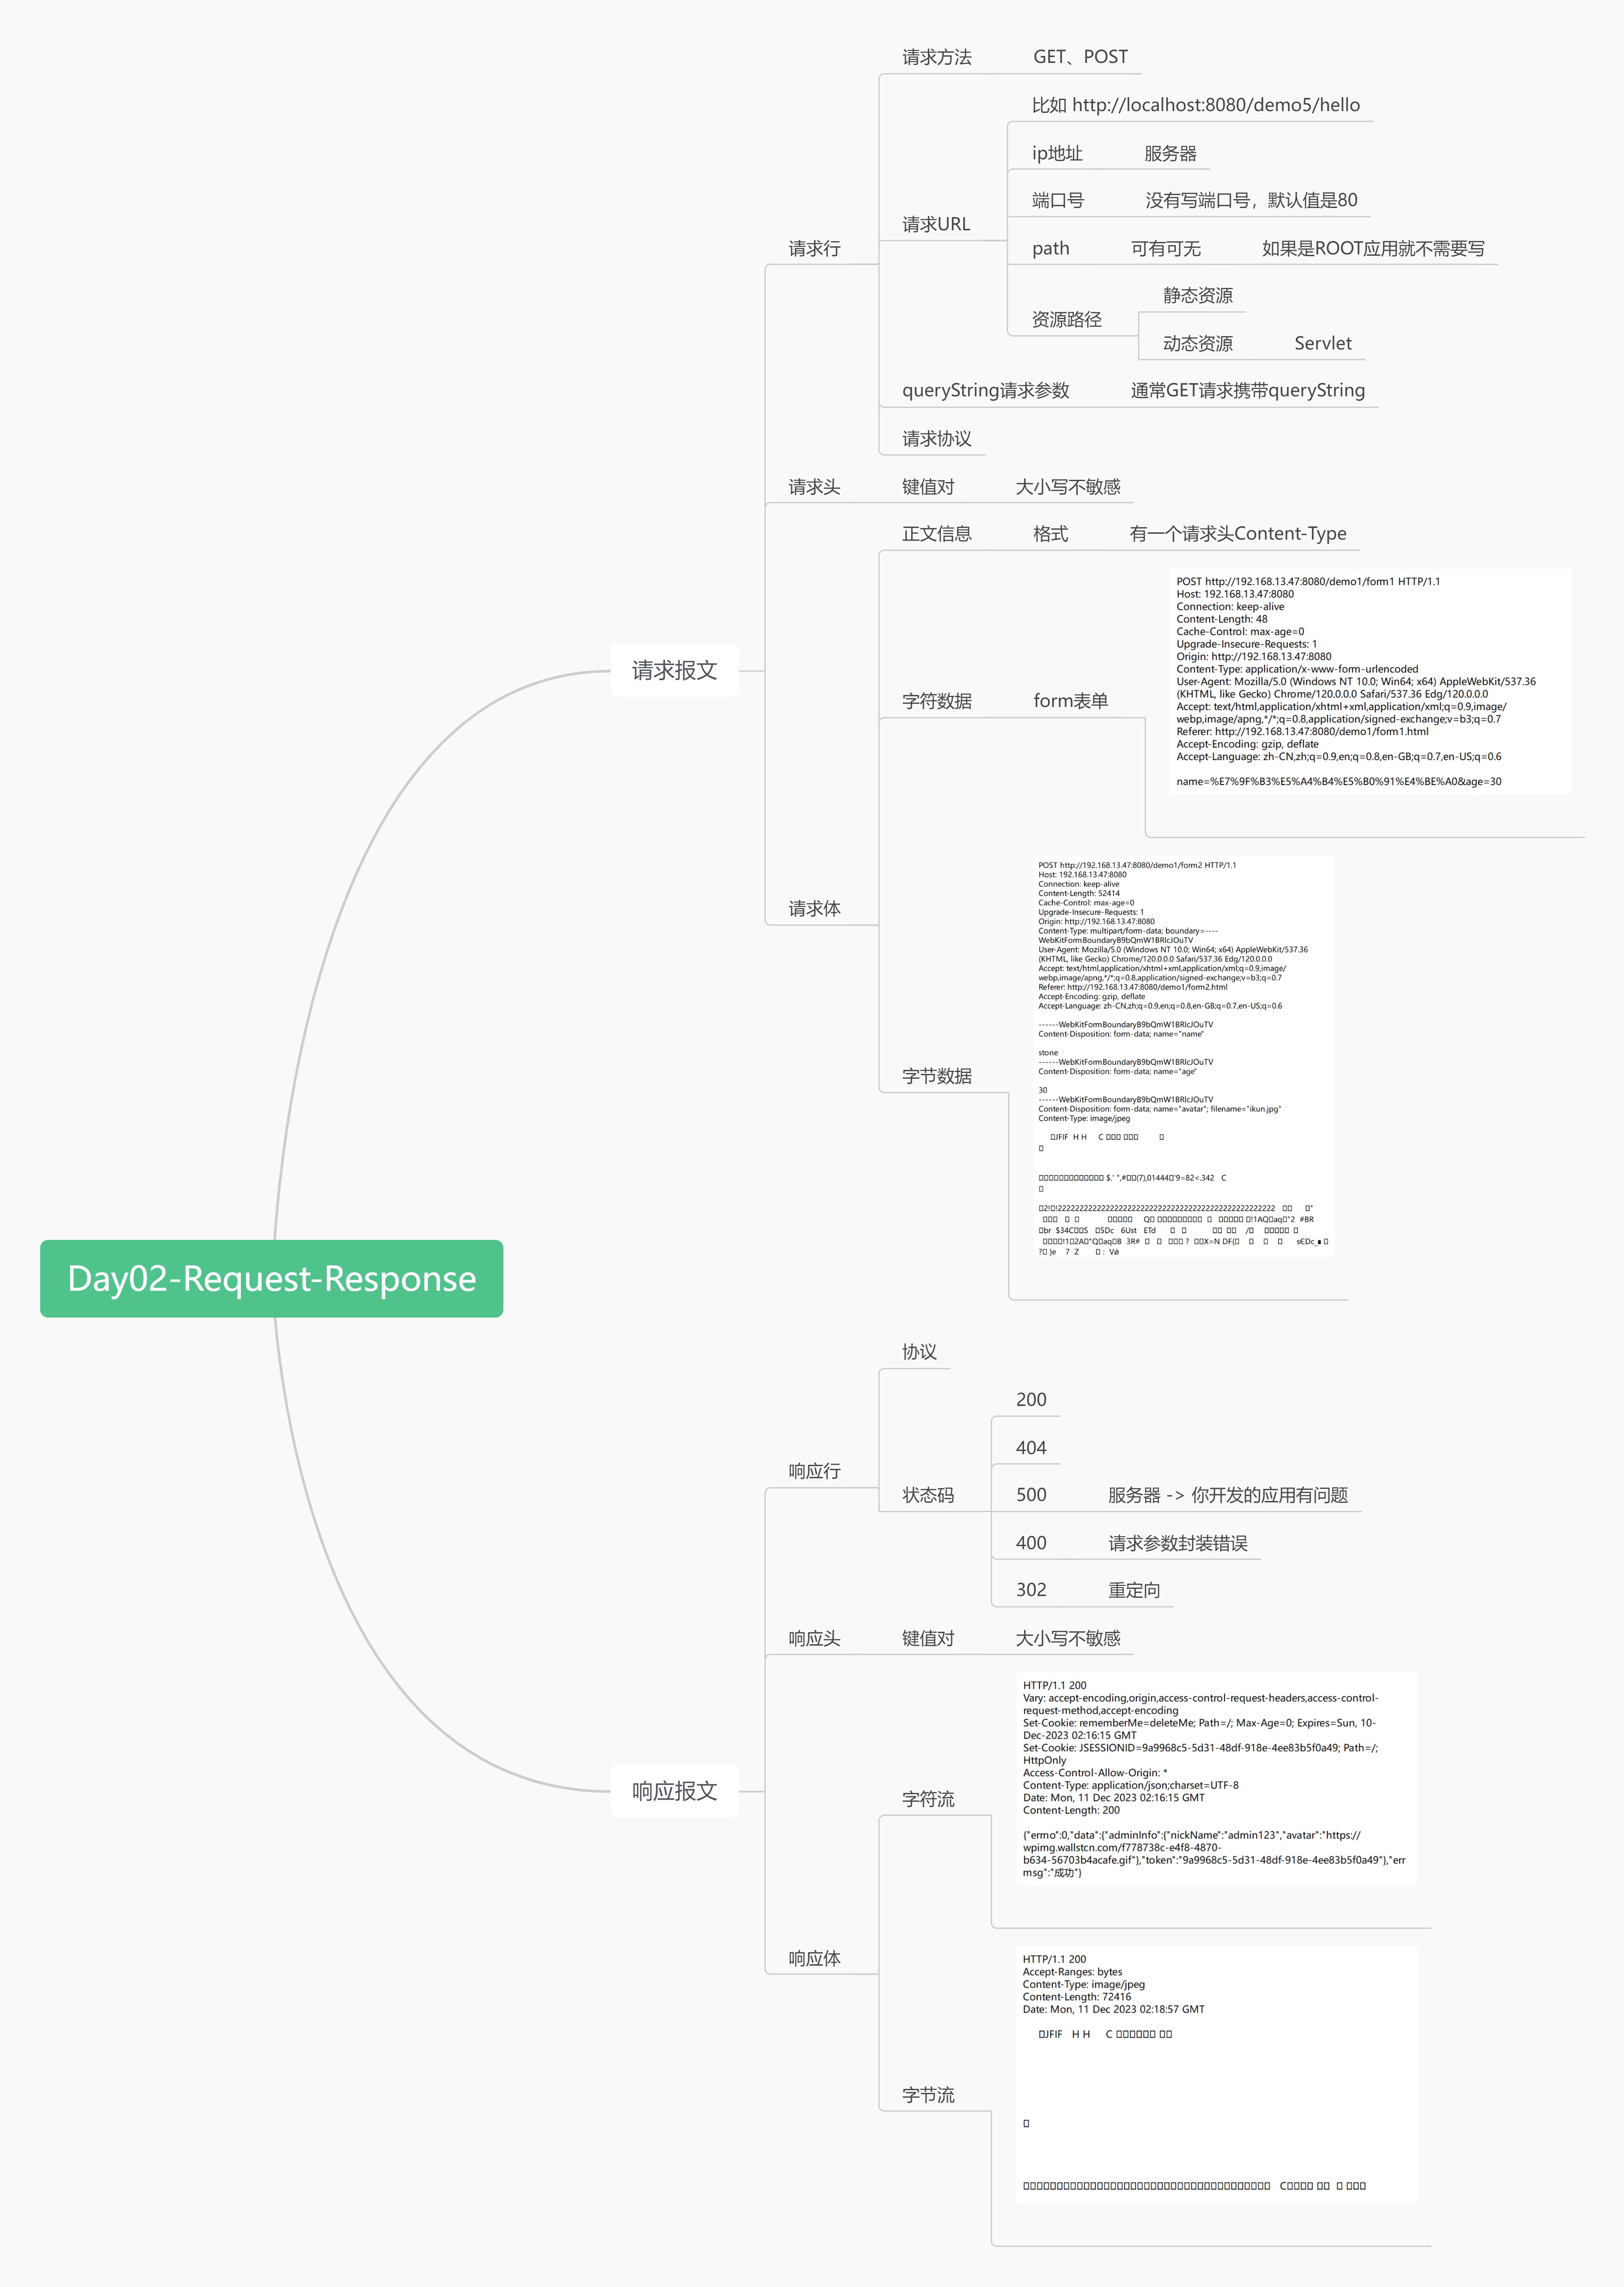 Day02-Request-Response
请求报文
请求行
请求方法
GET、POST
请求URL
比如 http://localhost:8080/demo5/hello
ip地址
服务器
端口号
没有写端口号，默认值是80
path
可有可无
如果是ROOT应用就不需要写
资源路径
静态资源
动态资源
Servlet
queryString请求参数
通常GET请求携带queryString
请求协议
请求头
键值对
大小写不敏感
请求体
正文信息
格式
有一个请求头Content-Type
字符数据
form表单
POST http://192.168.13.47:8080/demo1/form1 HTTP/1.1
Host: 192.168.13.47:8080
Connection: keep-alive
Content-Length: 48
Cache-Control: max-age=0
Upgrade-Insecure-Requests: 1
Origin: http://192.168.13.47:8080
Content-Type: application/x-www-form-urlencoded
User-Agent: Mozilla/5.0 (Windows NT 10.0; Win64; x64) AppleWebKit/537.36
(KHTML, like Gecko) Chrome/120.0.0.0 Safari/537.36 Edg/120.0.0.0
Accept: text/html,application/xhtml+xml,application/xml;q=0.9,image/
webp,image/apng,*/*;q=0.8,application/signed-exchange;v=b3;q=0.7
Referer: http://192.168.13.47:8080/demo1/form1.html
Accept-Encoding: gzip, deflate
Accept-Language: zh-CN,zh;q=0.9,en;q=0.8,en-GB;q=0.7,en-US;q=0.6
name=%E7%9F%B3%E5%A4%B4%E5%B0%91%E4%BE%A0&age=30
字节数据
POST http://192.168.13.47:8080/demo1/form2 HTTP/1.1
Host: 192.168.13.47:8080
Connection: keep-alive
Content-Length: 52414
Cache-Control: max-age=0
Upgrade-Insecure-Requests: 1
Origin: http://192.168.13.47:8080
Content-Type: multipart/form-data; boundary=----
WebKitFormBoundaryB9bQmW1BRlcJOuTV
User-Agent: Mozilla/5.0 (Windows NT 10.0; Win64; x64) AppleWebKit/537.36
(KHTML, like Gecko) Chrome/120.0.0.0 Safari/537.36 Edg/120.0.0.0
Accept: text/html,application/xhtml+xml,application/xml;q=0.9,image/
webp,image/apng,*/*;q=0.8,application/signed-exchange;v=b3;q=0.7
Referer: http://192.168.13.47:8080/demo1/form2.html
Accept-Encoding: gzip, deflate
Accept-Language: zh-CN,zh;q=0.9,en;q=0.8,en-GB;q=0.7,en-US;q=0.6
------WebKitFormBoundaryB9bQmW1BRlcJOuTV
Content-Disposition: form-data; name="name"
stone
------WebKitFormBoundaryB9bQmW1BRlcJOuTV
Content-Disposition: form-data; name="age"
30
------WebKitFormBoundaryB9bQmW1BRlcJOuTV
Content-Disposition: form-data; name="avatar"; filename="ikun.jpg"
Content-Type: image/jpeg
JFIF H H C
响应报文
响应行
协议
状态码
200
404
500
服务器 -> 你开发的应用有问题
400
请求参数封装错误
302
重定向
响应头
键值对
大小写不敏感
响应体
字符流
HTTP/1.1 200
Vary: accept-encoding,origin,access-control-request-headers,access-control-
request-method,accept-encoding
Set-Cookie: rememberMe=deleteMe; Path=/; Max-Age=0; Expires=Sun, 10-
Dec-2023 02:16:15 GMT
Set-Cookie: JSESSIONID=9a9968c5-5d31-48df-918e-4ee83b5f0a49; Path=/;
HttpOnly
Access-Control-Allow-Origin: *
Content-Type: application/json;charset=UTF-8
Date: Mon, 11 Dec 2023 02:16:15 GMT
Content-Length: 200
{"errno":0,"data":{"adminInfo":{"nickName":"admin123","avatar":"https://
wpimg.wallstcn.com/f778738c-e4f8-4870-
b634-56703b4acafe.gif"},"token":"9a9968c5-5d31-48df-918e-4ee83b5f0a49"},"err
msg":"成功"}
字节流
HTTP/1.1 200
Accept-Ranges: bytes
Content-Type: image/jpeg
Content-Length: 72416
Date: Mon, 11 Dec 2023 02:18:57 GMT
JFIF H H C